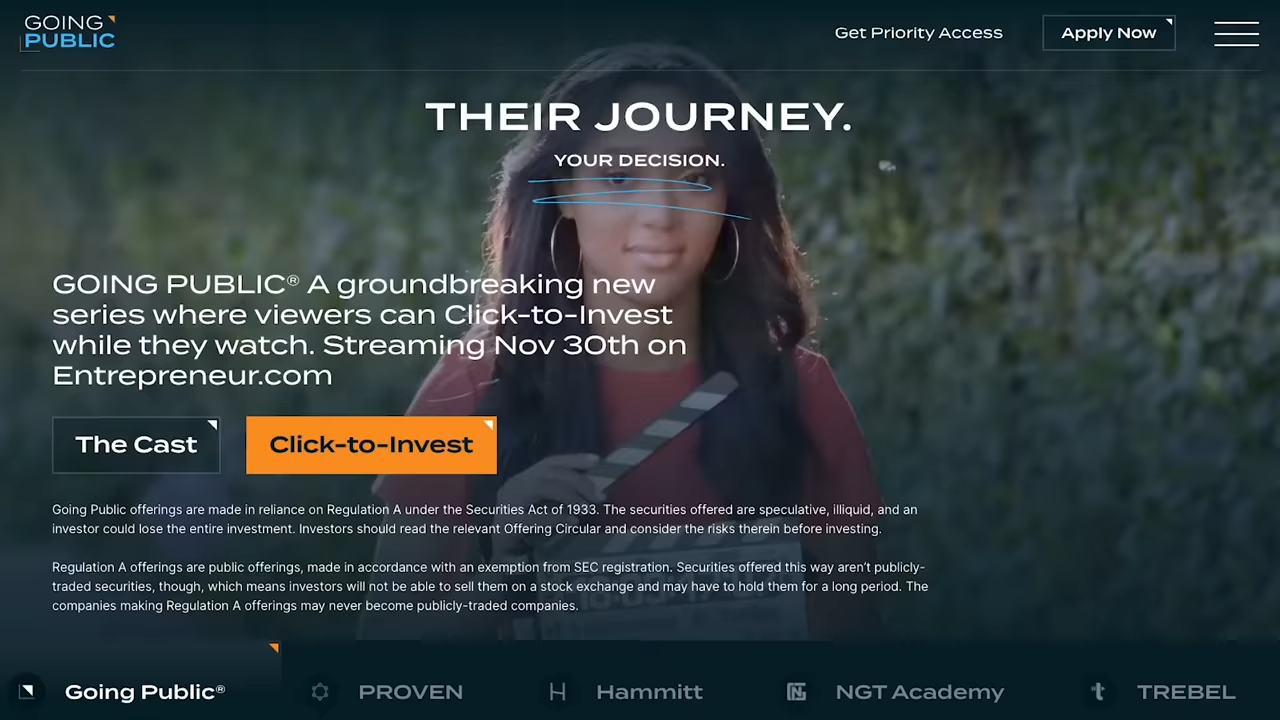 GOING
PUBLIC
Get Priority Access
Apply Now
THEIR JOURNEY.
YOUR DECISION.
GOING PUBLIC® A groundbreaking new
series where viewers can Click-to-Invest
while they watch. Streaming Nov 30th on
Entrepreneur.com
The Cast
Click-to-Invest
Going Public offerings are made in reliance on Regulation A under the Securities Act of 1933. The securities offered are speculative, illiquid, and an
investor could lose the entire investment. Investors should read the relevant Offering Circular and consider the risks therein before investing.
Regulation A offerings are public offerings, made in accordance with an exemption from SEC registration. Securities offered this way aren’t publicly-
traded securities, though, which means investors will not be able to sell them on a stock exchange and may have to hold them for a long period. The
companies making Regulation A offerings may never become publicly-traded companies.
Going Public®
PROVEN
H Hammitt
NGT Academy
t TREBEL